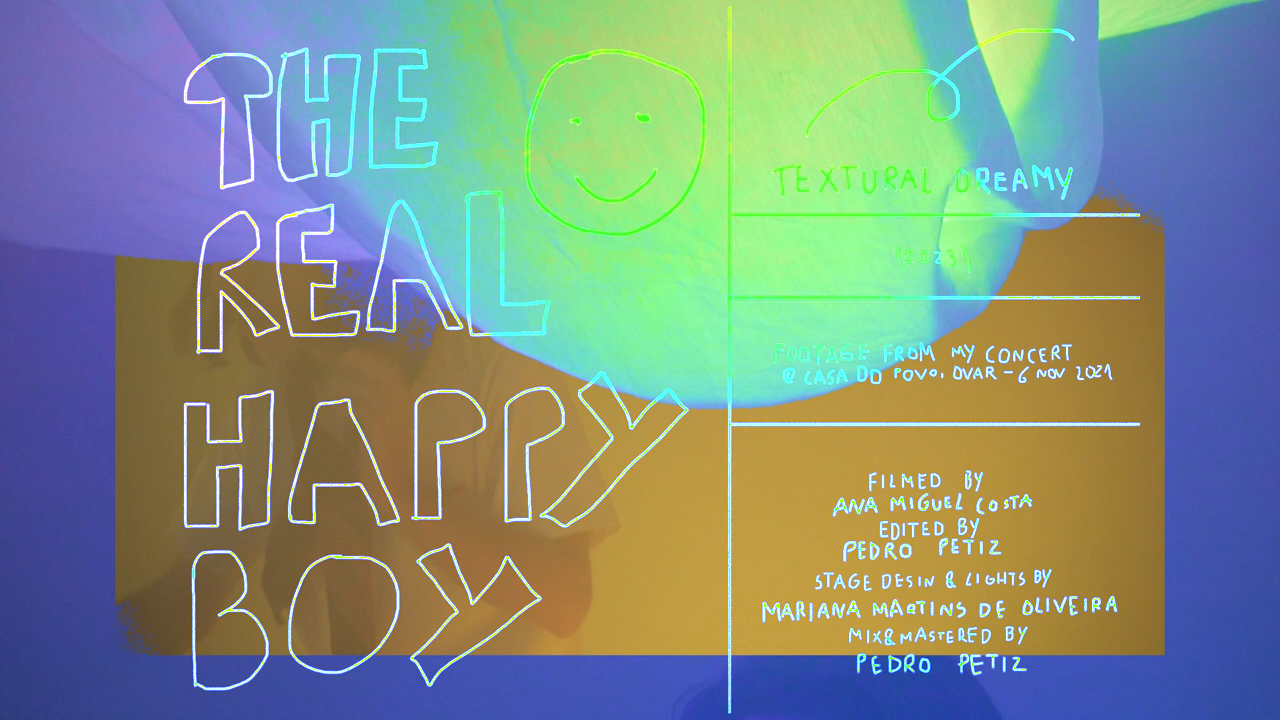 THE
REAL
HAPPY
BOY
TEXTURAL DREAMY
FOOTAGE FROM MY CONCERT
@ CASA DO POVO, OVAR - 6 NOV 2021
FILMED BY
ANA MIGUEL COSTA
EDITED BY
PEDRO PETIZ
STAGE DESIN & LIGHTS BY
MARIANA MARTINS DE OLIVEIRA
MIX&MASTERED BY
PEDRO PETIZ